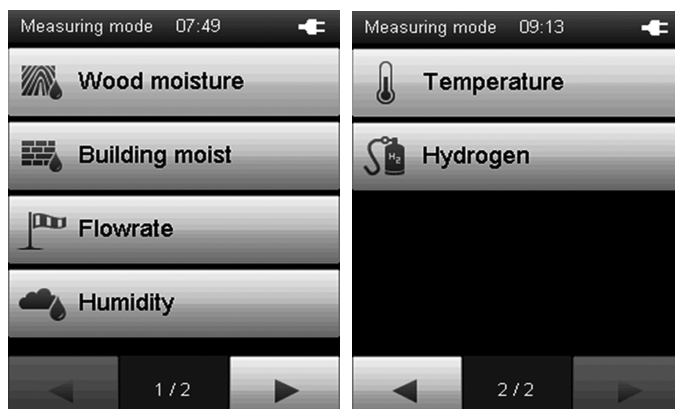 Measuring mode 07:49
Wood moisture
Building moist
Flowrate
Humidity
1 / 2
Measuring mode 09:13
Temperature
H₂ Hydrogen
2 / 2